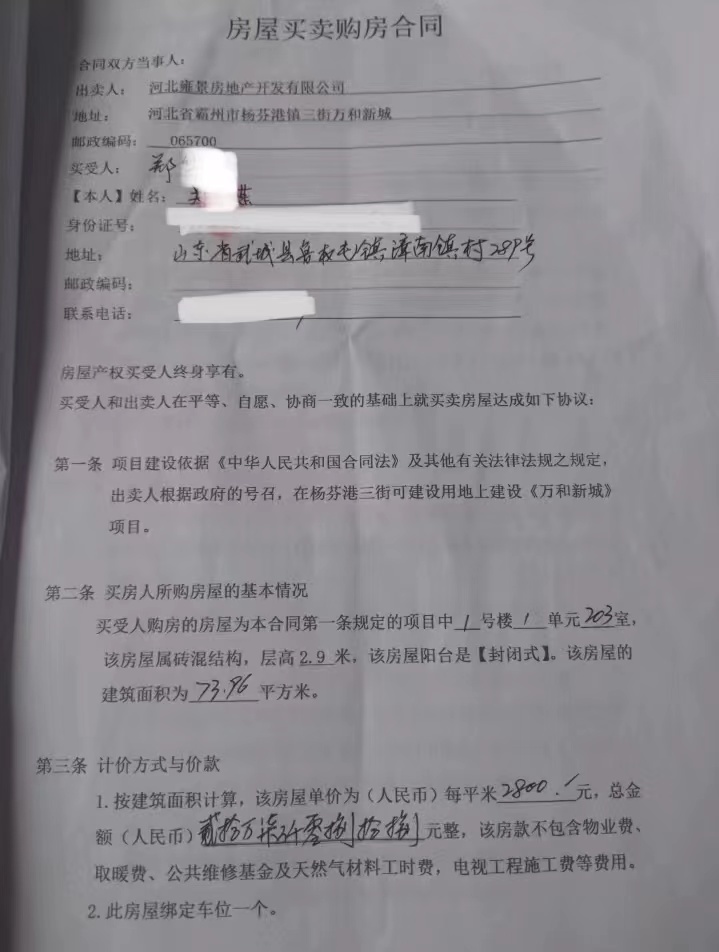 房屋买卖购房合同
合同双方当事人：
出卖人： 河北雍景房地产开发有限公司
地址： 河北省霸州市杨芬港镇三街万和新城
邮政编码： 065700
买受人： 郑
【本人】姓名：
身份证号：
地址： 山东省武城县鲁权屯镇漳南镇村289号
邮政编码：
联系电话：
房屋产权买受人终身享有。
买受人和出卖人在平等、自愿、协商一致的基础上就买卖房屋达成如下协议：
第一条 项目建设依据《中华人民共和国合同法》及其他有关法律法规之规定，
出卖人根据政府的号召，在杨芬港三街可建设用地上建设《万和新城》
项目。
第二条 买房人所购房屋的基本情况
买受人购房的房屋为本合同第一条规定的项目中 1 号楼 1 单元 203 室，
该房屋属砖混结构，层高 2.9 米，该房屋阳台是【封闭式】。该房屋的
建筑面积为 73.96 平方米。
第三条 计价方式与价款
1.按建筑面积计算，该房屋单价为（人民币）每平米 2800. 元，总金
额（人民币）贰拾万柒仟零捌拾捌元整，该房款不包含物业费、
取暖费、公共维修基金及天然气材料工时费，电视工程施工费等费用。
2.此房屋绑定车位一个。